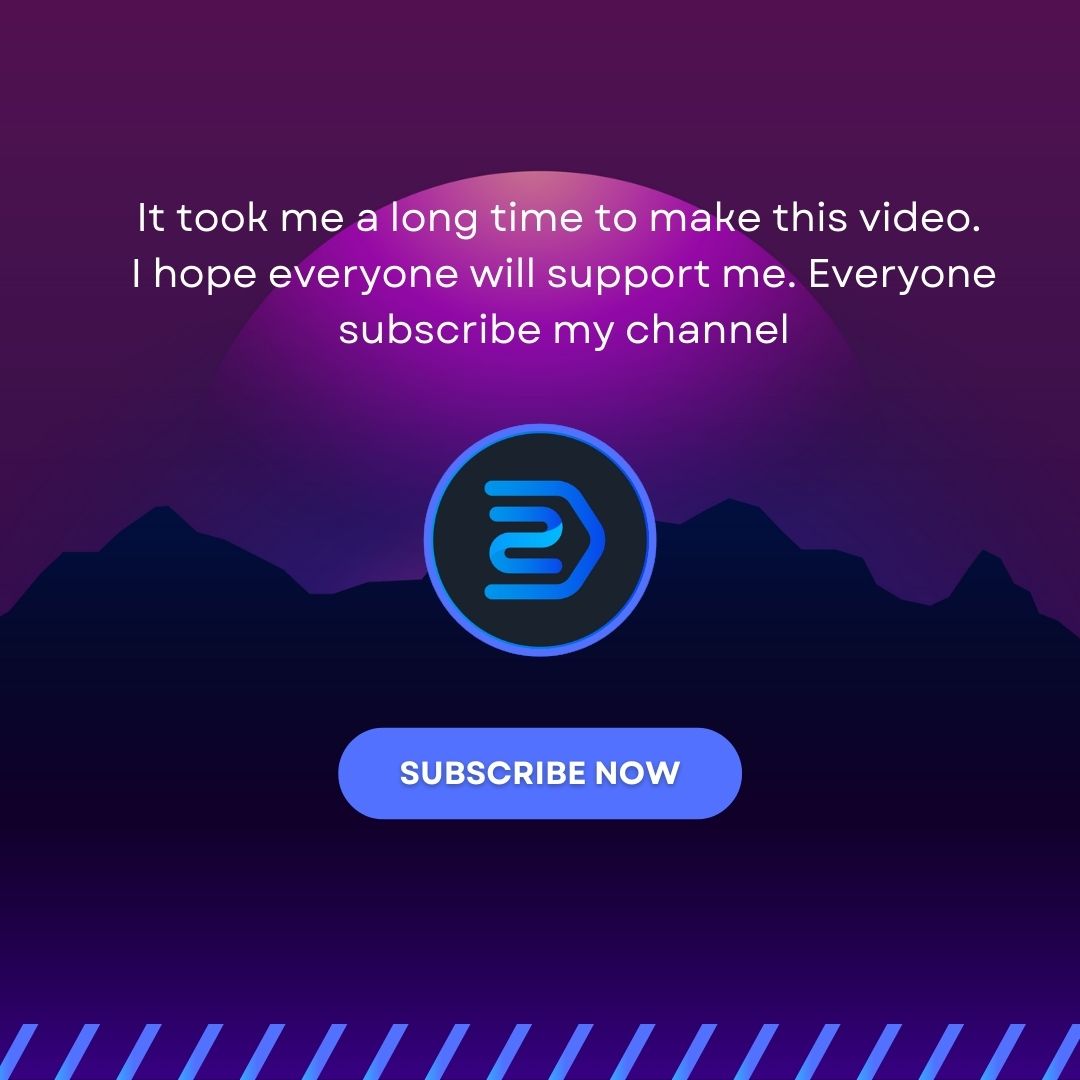 It took me a long time to make this video.
I hope everyone will support me. Everyone
subscribe my channel
SUBSCRIBE NOW